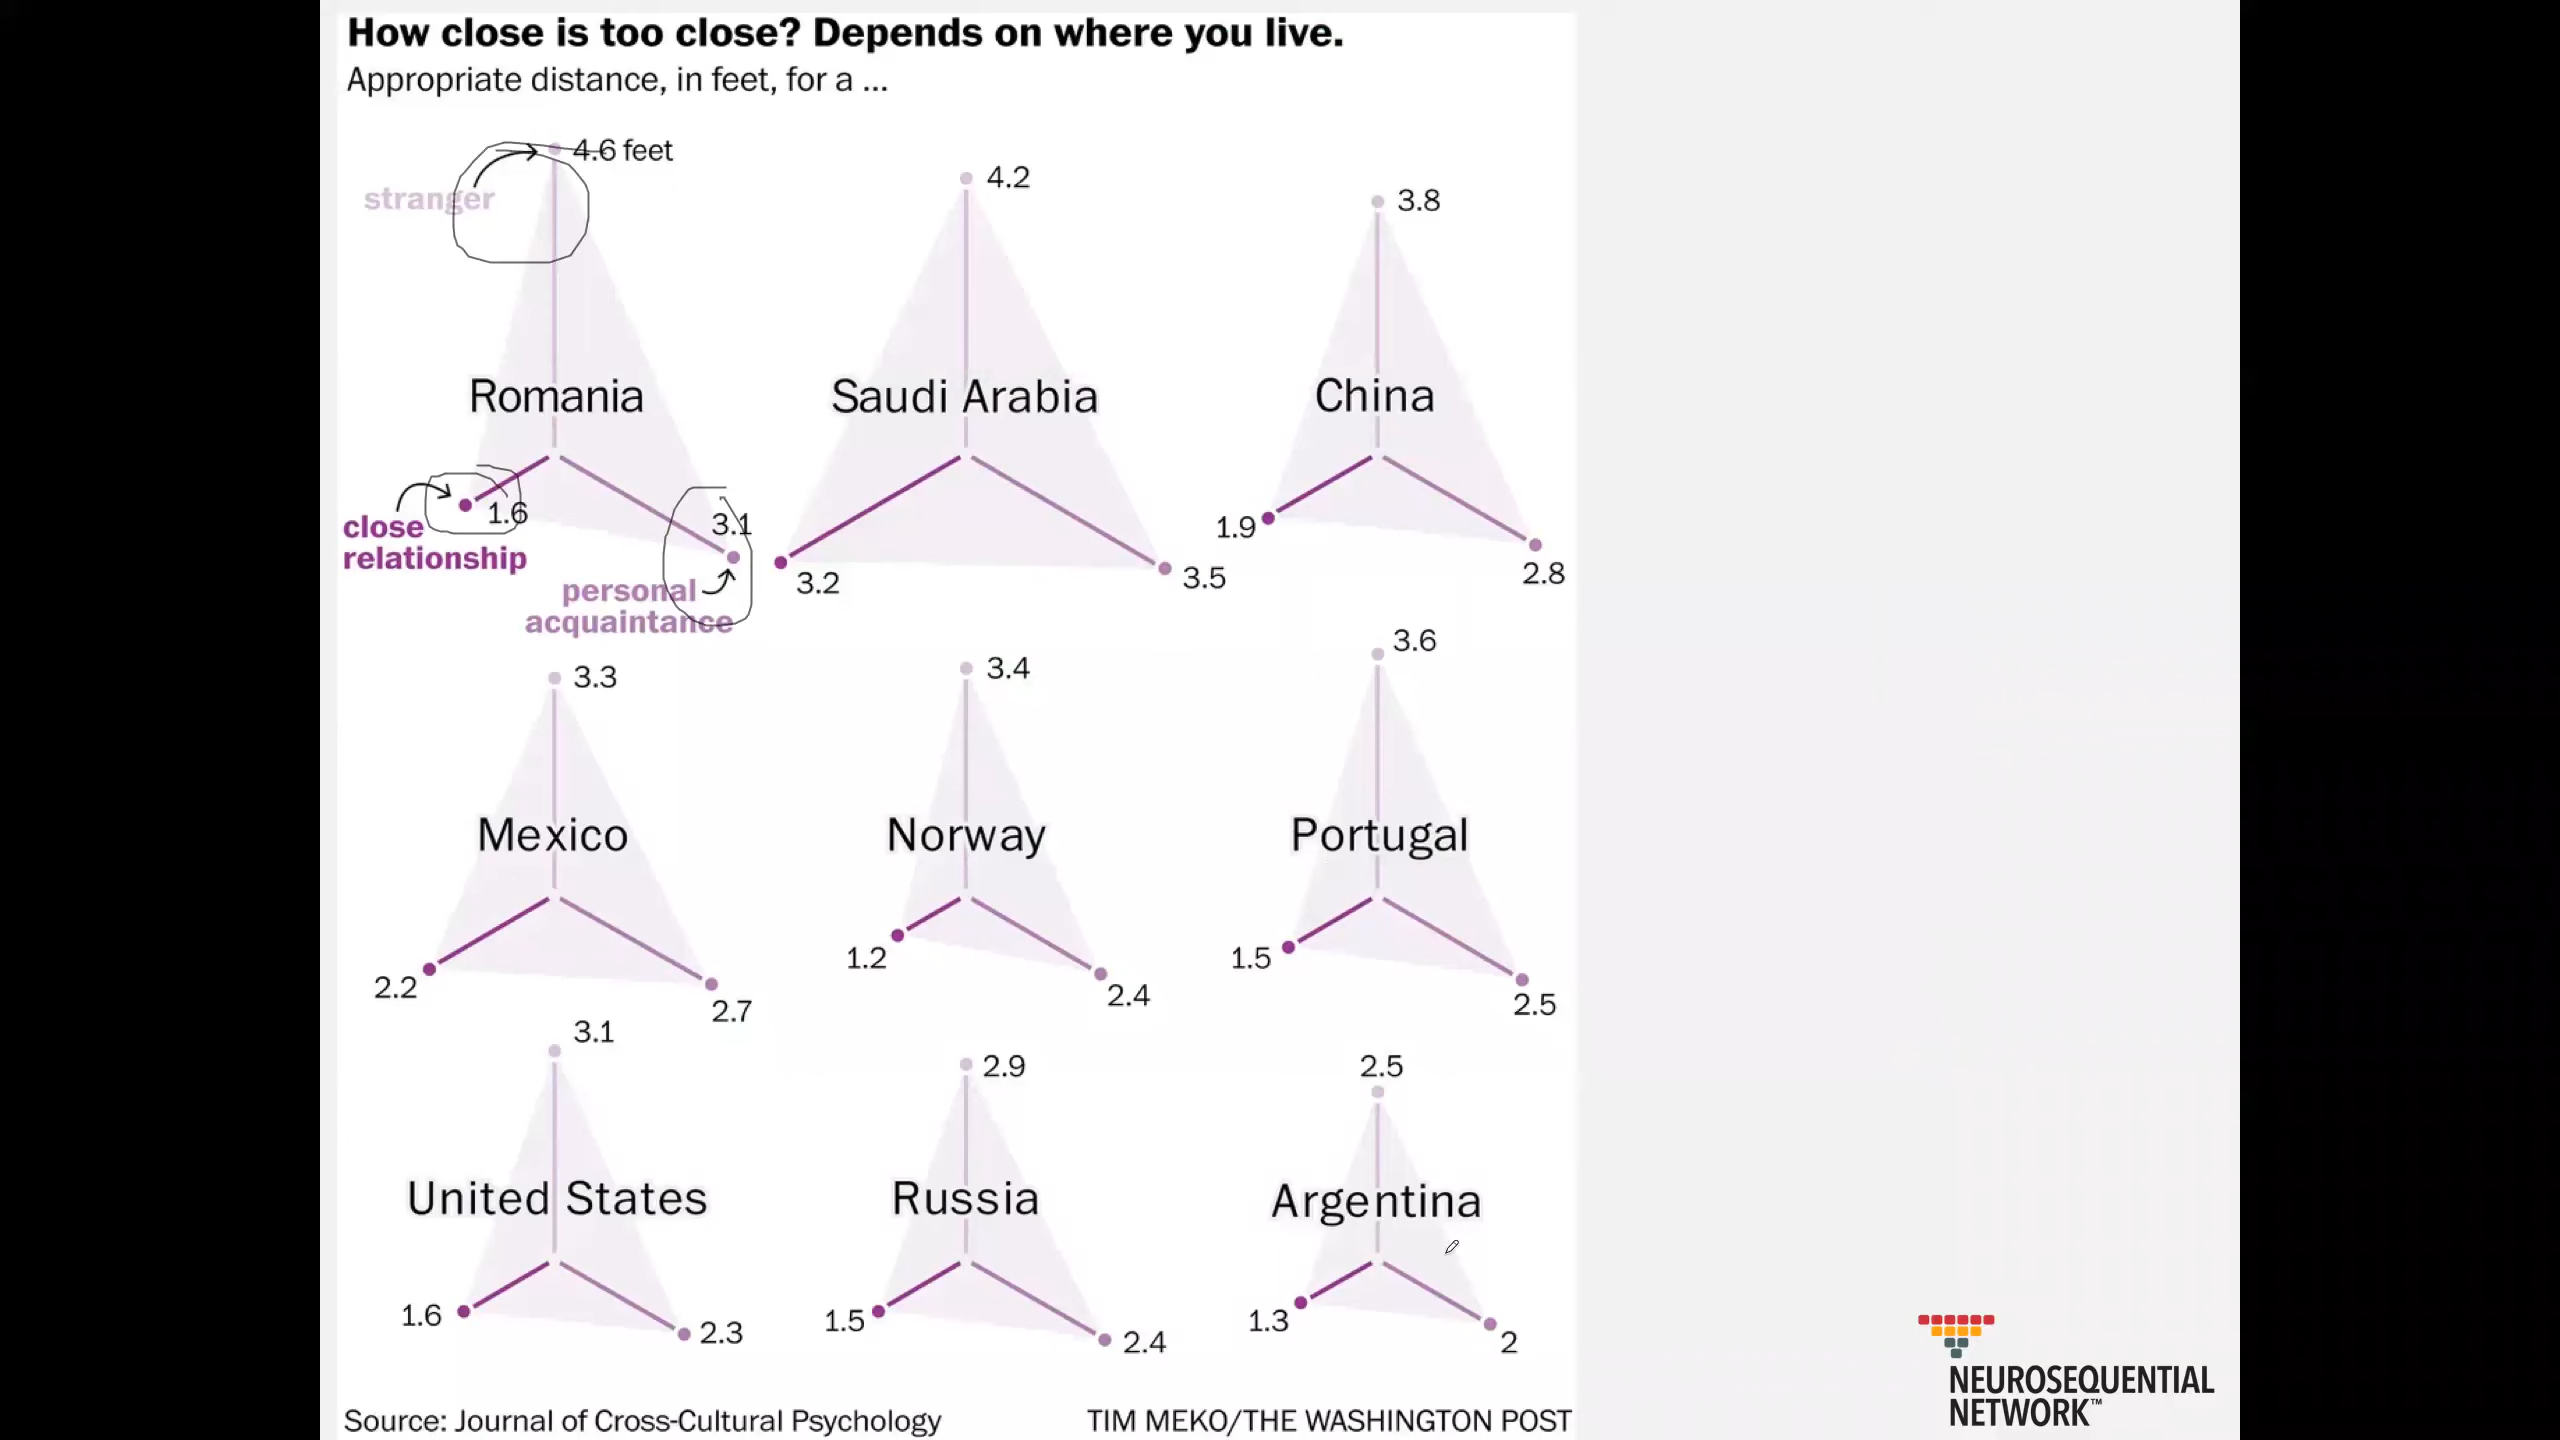 How close is too close? Depends on where you live.
Appropriate distance, in feet, for a ...
4.6 feet
stranger
Romania
1.6
close
relationship
3.1
personal
acquaintance
4.2
Saudi Arabia
3.2
3.5
3.8
China
1.9
2.8
3.3
Mexico
2.2
2.7
3.4
Norway
1.2
2.4
3.6
Portugal
1.5
2.5
3.1
United States
1.6
2.3
2.9
Russia
1.5
2.4
2.5
Argentina
1.3
2
Source: Journal of Cross-Cultural Psychology
TIM MEKO/THE WASHINGTON POST
NEUROSEQUENTIAL
NETWORK™